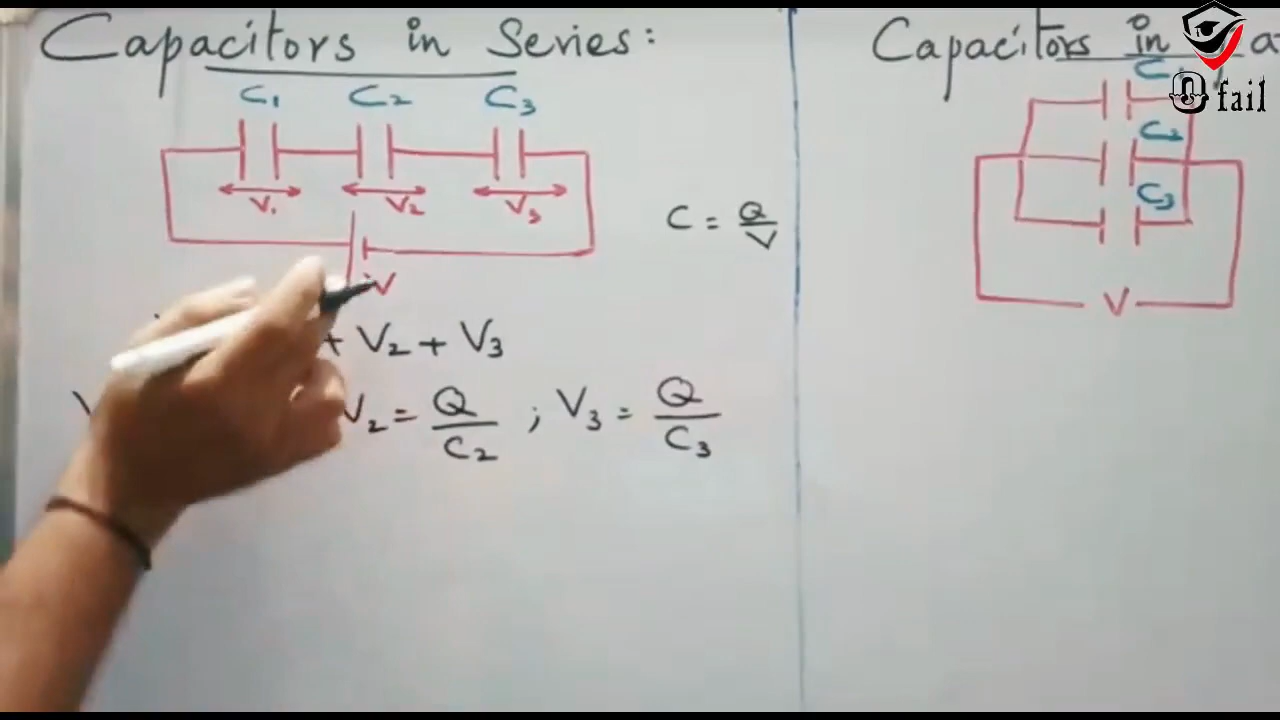 Capacitors in Series:
C1 C2 C3
V1 V2 V3
V
C = Q/V
+ V2 + V3
V2 = Q/C2 ; V3 = Q/C3
Capacitors in
C2
C3
V
0 fail